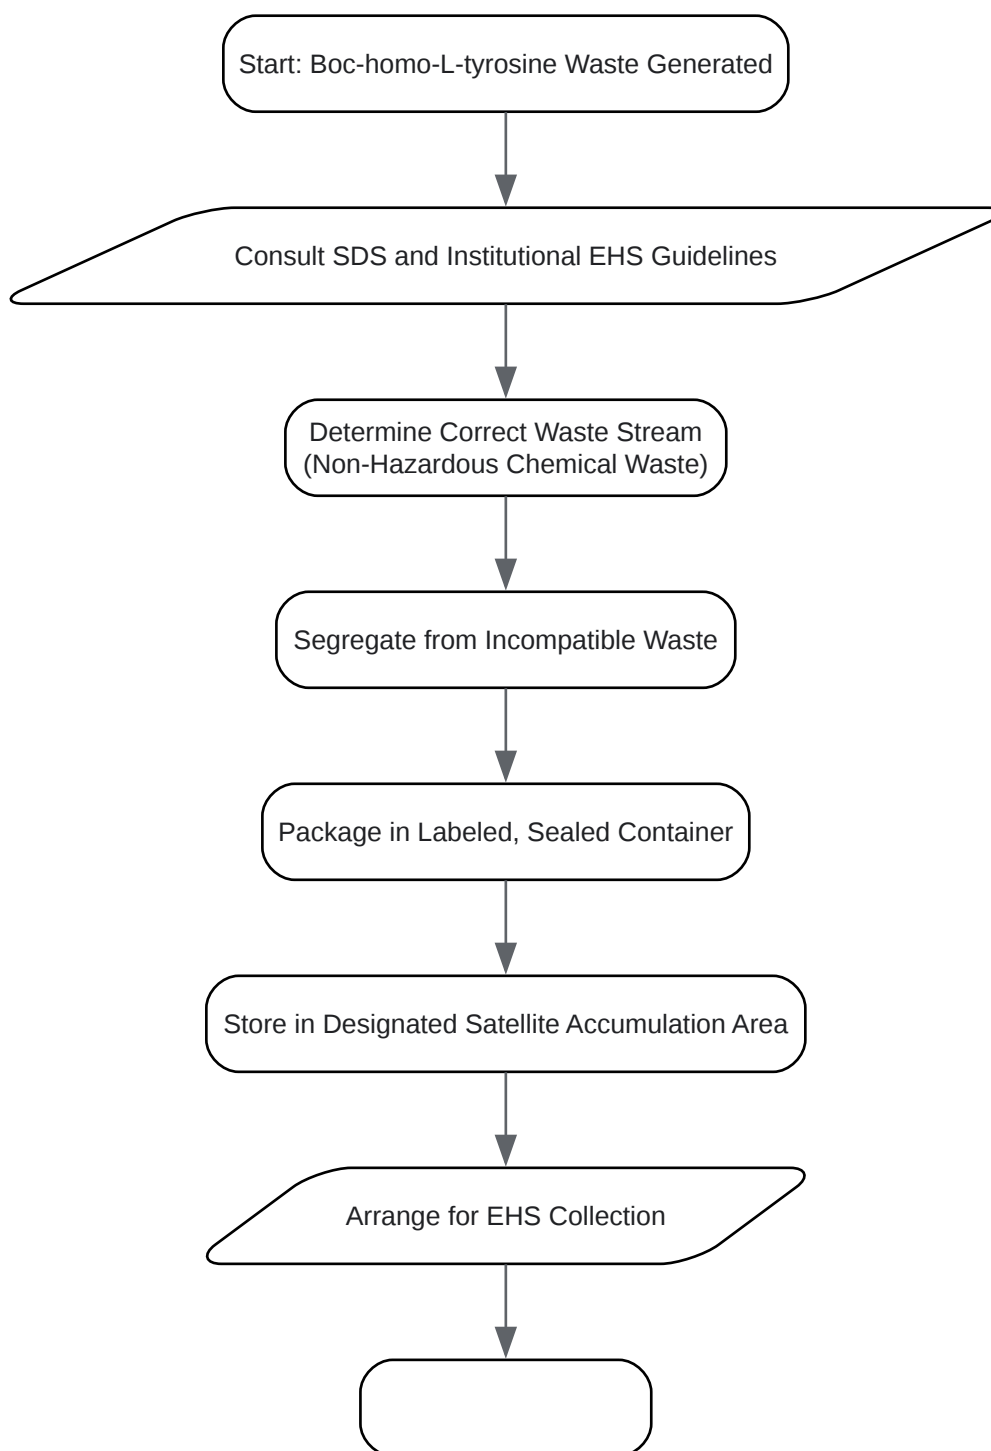 Start: Boc-homo-L-tyrosine Waste Generated
Consult SDS and Institutional EHS Guidelines
Determine Correct Waste Stream
(Non-Hazardous Chemical Waste)
Segregate from Incompatible Waste
Package in Labeled, Sealed Container
Store in Designated Satellite Accumulation Area
Arrange for EHS Collection